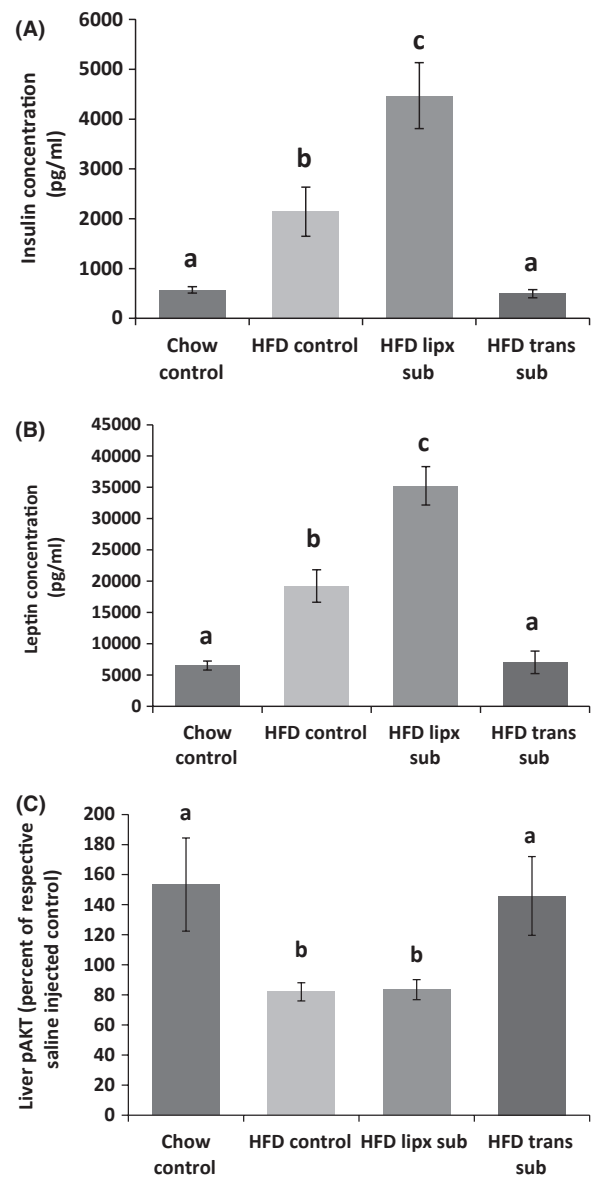 (A)
Insulin concentration
(pg/ml)
6000
5000
4000
3000
2000
1000
0
a
b
c
a
Chow
control
HFD control
HFD lipx
sub
HFD trans
sub
(B)
Leptin concentration
(pg/ml)
45000
40000
35000
30000
25000
20000
15000
10000
5000
0
a
b
c
a
Chow
control
HFD control
HFD lipx
sub
HFD trans
sub
(C)
Liver pAKT (percent of respective
saline injected control)
200
180
160
140
120
100
80
60
40
20
0
a
b
b
a
Chow
control
HFD control
HFD lipx sub
HFD trans
sub